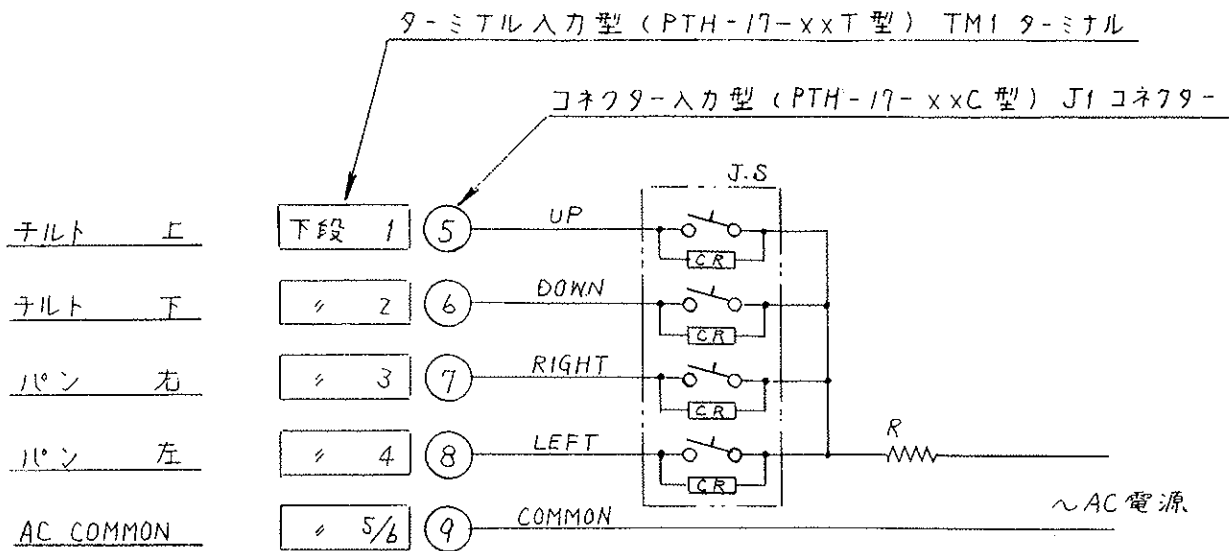 ターミナル入力型(PTH-17-xxT型) TM1 ターミナル
コネクター入力型(PTH-17-xxC型) J1コネクター
J.S
チルト 上 下段 1 5 UP
CR
チルト 下 〃 2 6 DOWN
CR
パン 右 〃 3 7 RIGHT
CR
パン 左 〃 4 8 LEFT R
CR
AC COMMON 〃 5/6 9 COMMON ~AC電源